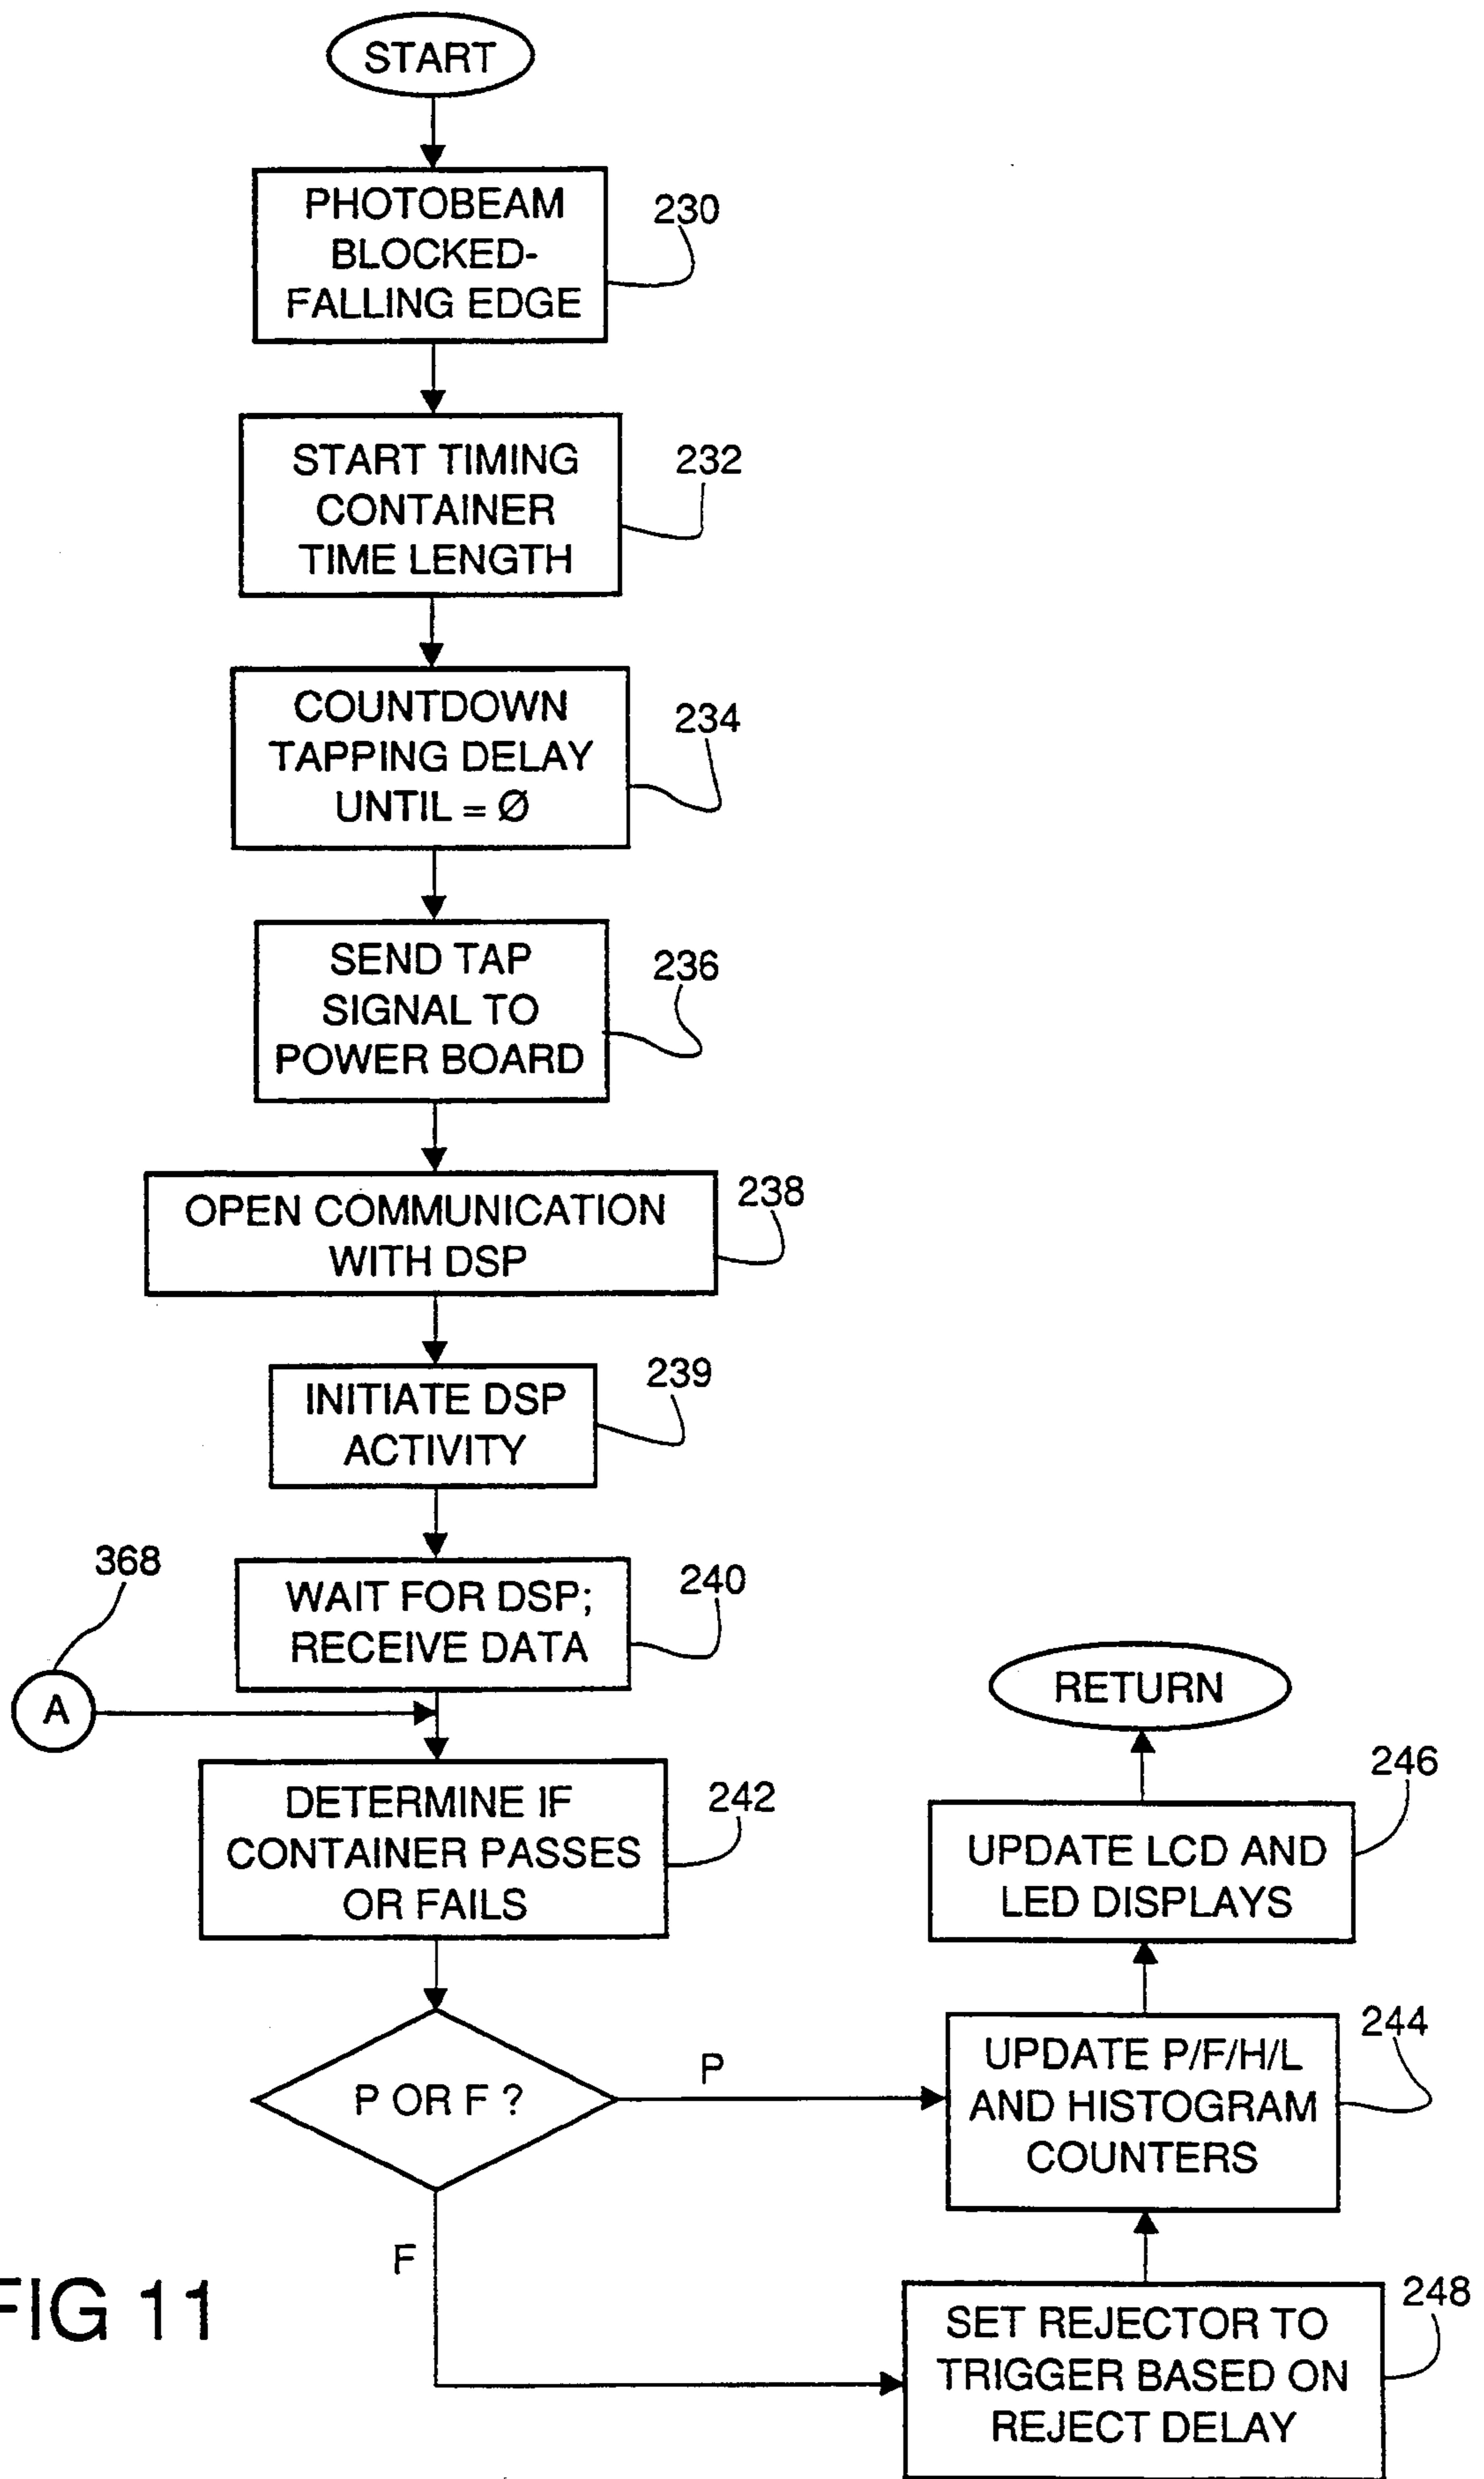 START
PHOTOBEAM
BLOCKED-
FALLING EDGE
230
START TIMING
CONTAINER
TIME LENGTH
232
COUNTDOWN
TAPPING DELAY
UNTIL = Ø
234
SEND TAP
SIGNAL TO
POWER BOARD
236
OPEN COMMUNICATION
WITH DSP
238
INITIATE DSP
ACTIVITY
239
WAIT FOR DSP;
RECEIVE DATA
240
368
A
DETERMINE IF
CONTAINER PASSES
OR FAILS
242
P OR F ?
P
F
RETURN
UPDATE LCD AND
LED DISPLAYS
246
UPDATE P/F/H/L
AND HISTOGRAM
COUNTERS
244
SET REJECTOR TO
TRIGGER BASED ON
REJECT DELAY
248
FIG 11